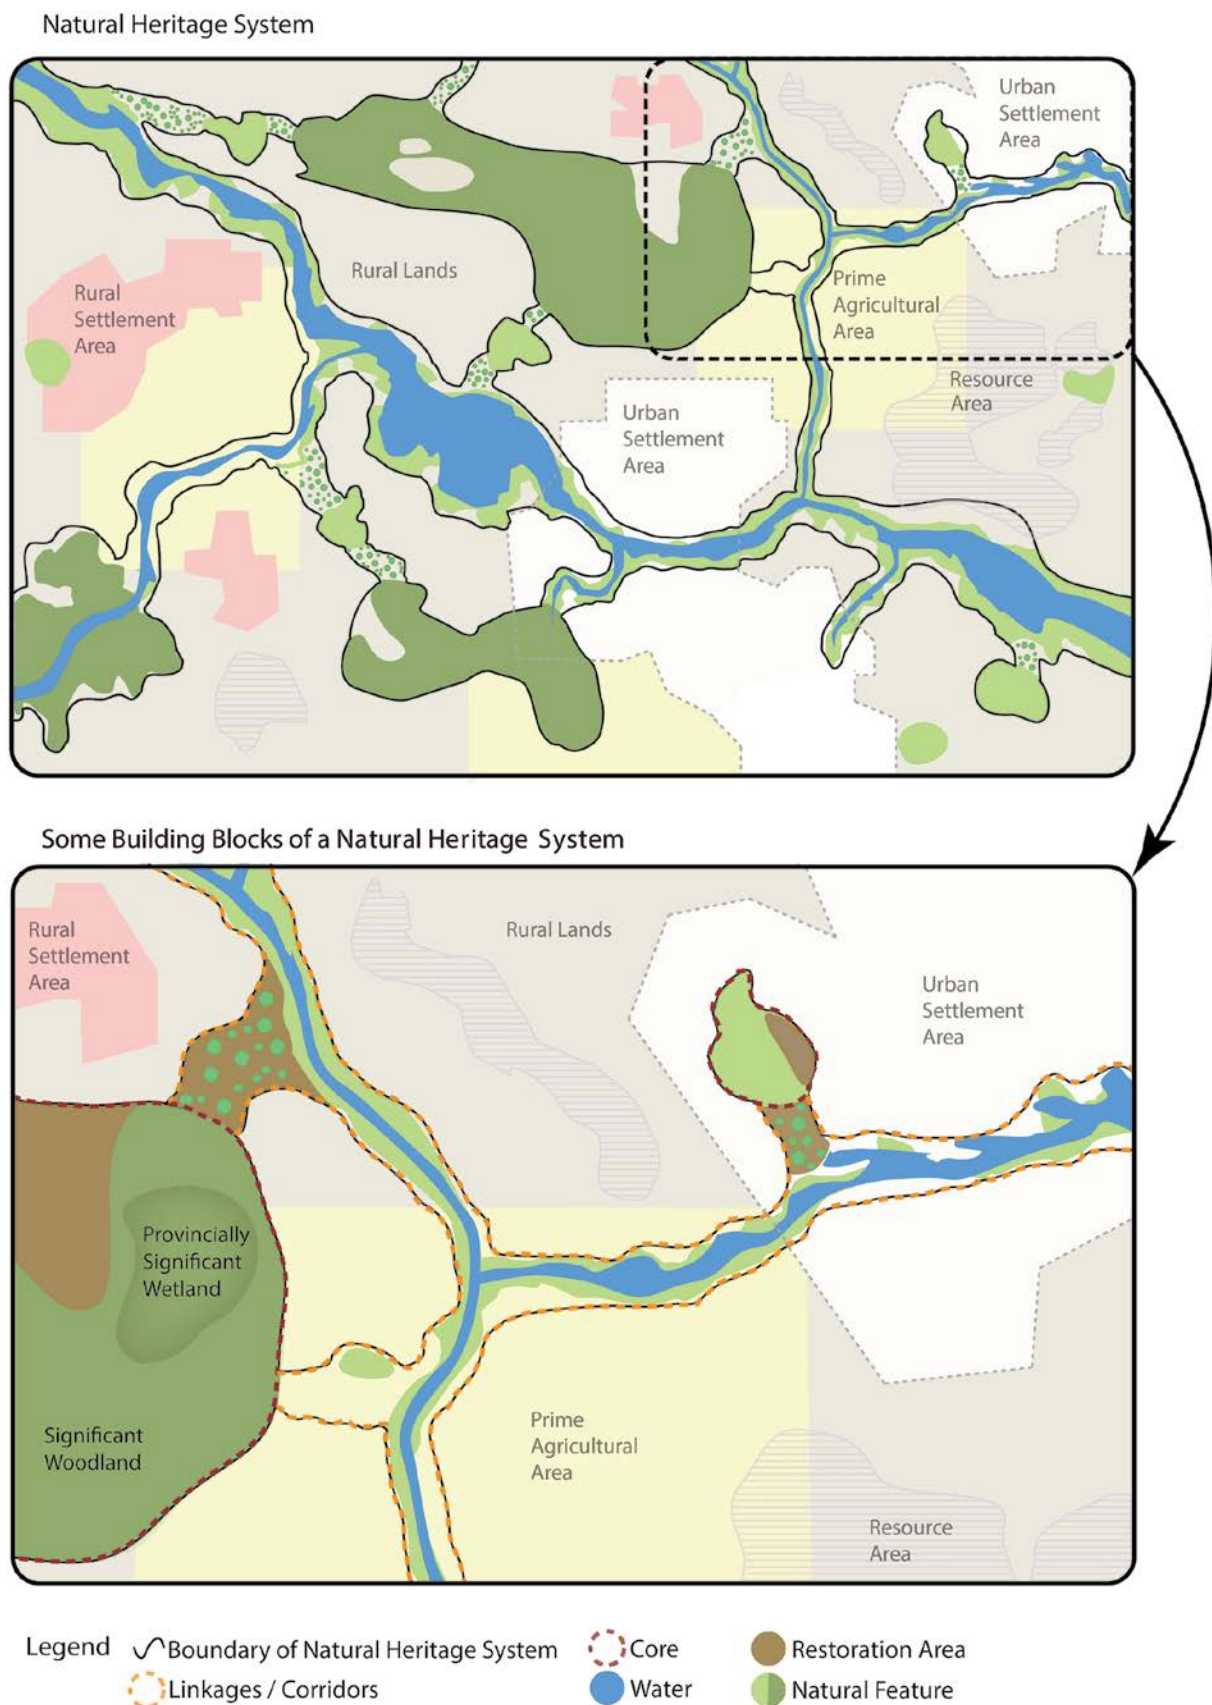 Natural Heritage System
Urban
Settlement
Area
Rural Lands
Rural
Settlement
Area
Prime
Agricultural
Area
Resource
Area
Urban
Settlement
Area
Some Building Blocks of a Natural Heritage System
Rural
Settlement
Area
Rural Lands
Urban
Settlement
Area
Provincially
Significant
Wetland
Significant
Woodland
Prime
Agricultural
Area
Resource
Area
Legend
Boundary of Natural Heritage System
Core
Restoration Area
Linkages / Corridors
Water
Natural Feature